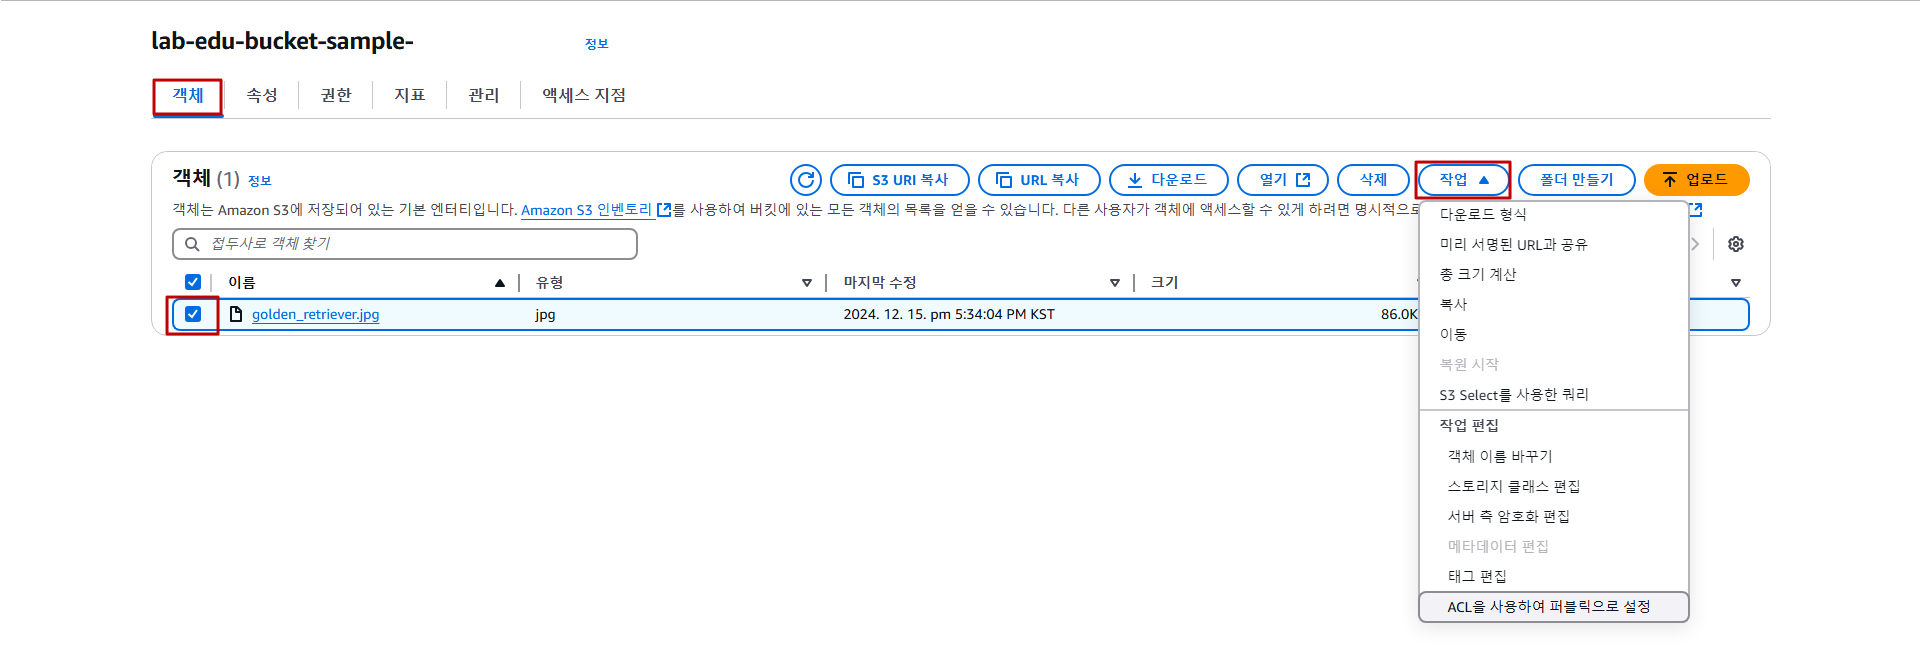 lab-edu-bucket-sample- 정보
객체 속성 권한 지표 관리 액세스 지점
객체 (1) 정보 S3 URI 복사 URL 복사 다운로드 열기 삭제 작업 폴더 만들기 업로드
객체는 Amazon S3에 저장되어 있는 기본 엔터티입니다. Amazon S3 인벤토리 를 사용하여 버킷에 있는 모든 객체의 목록을 얻을 수 있습니다. 다른 사용자가 객체에 액세스할 수 있게 하려면 명시적으로
접두사로 객체 찾기
이름 유형 마지막 수정 크기
golden_retriever.jpg jpg 2024. 12. 15. pm 5:34:04 PM KST 86.0K
다운로드 형식
미리 서명된 URL과 공유
총 크기 계산
복사
이동
복원 시작
S3 Select를 사용한 쿼리
작업 편집
객체 이름 바꾸기
스토리지 클래스 편집
서버 측 암호화 편집
메타데이터 편집
태그 편집
ACL을 사용하여 퍼블릭으로 설정